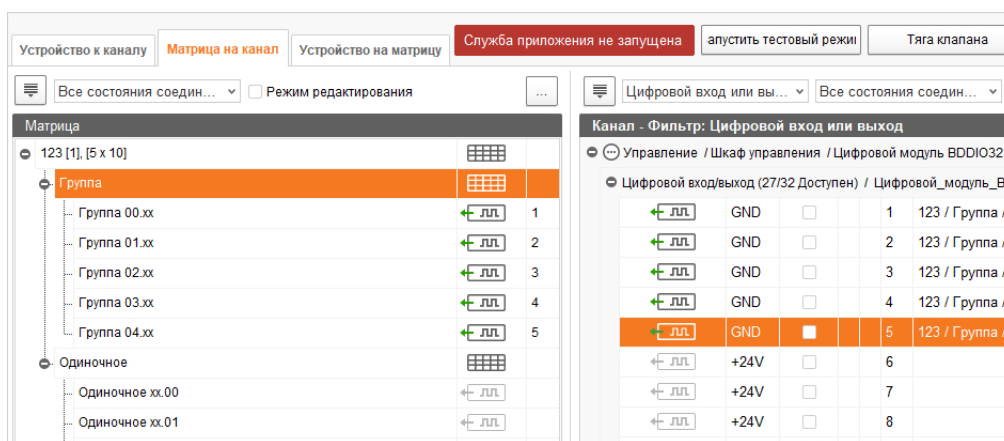 Устройство к каналу Матрица на канал Устройство на матрицу Служба приложения не запущена апустить тестовый режи Тяга клапана
Все состояния соедин... Режим редактирования ... Цифровой вход или вы... Все состояния соедин...
Матрица Канал - Фильтр: Цифровой вход или выход
123 [1], [5 x 10] Управление / Шкаф управления / Цифровой модуль BDDIO32
Группа Цифровой вход/выход (27/32 Доступен) / Цифровой_модуль_B
Группа 00.xx 1 GND 1 123 / Группа /
Группа 01.xx 2 GND 2 123 / Группа /
Группа 02.xx 3 GND 3 123 / Группа /
Группа 03.xx 4 GND 4 123 / Группа /
Группа 04.xx 5 GND 5 123 / Группа /
Одиночное +24V 6
Одиночное xx.00 +24V 7
Одиночное xx.01 +24V 8